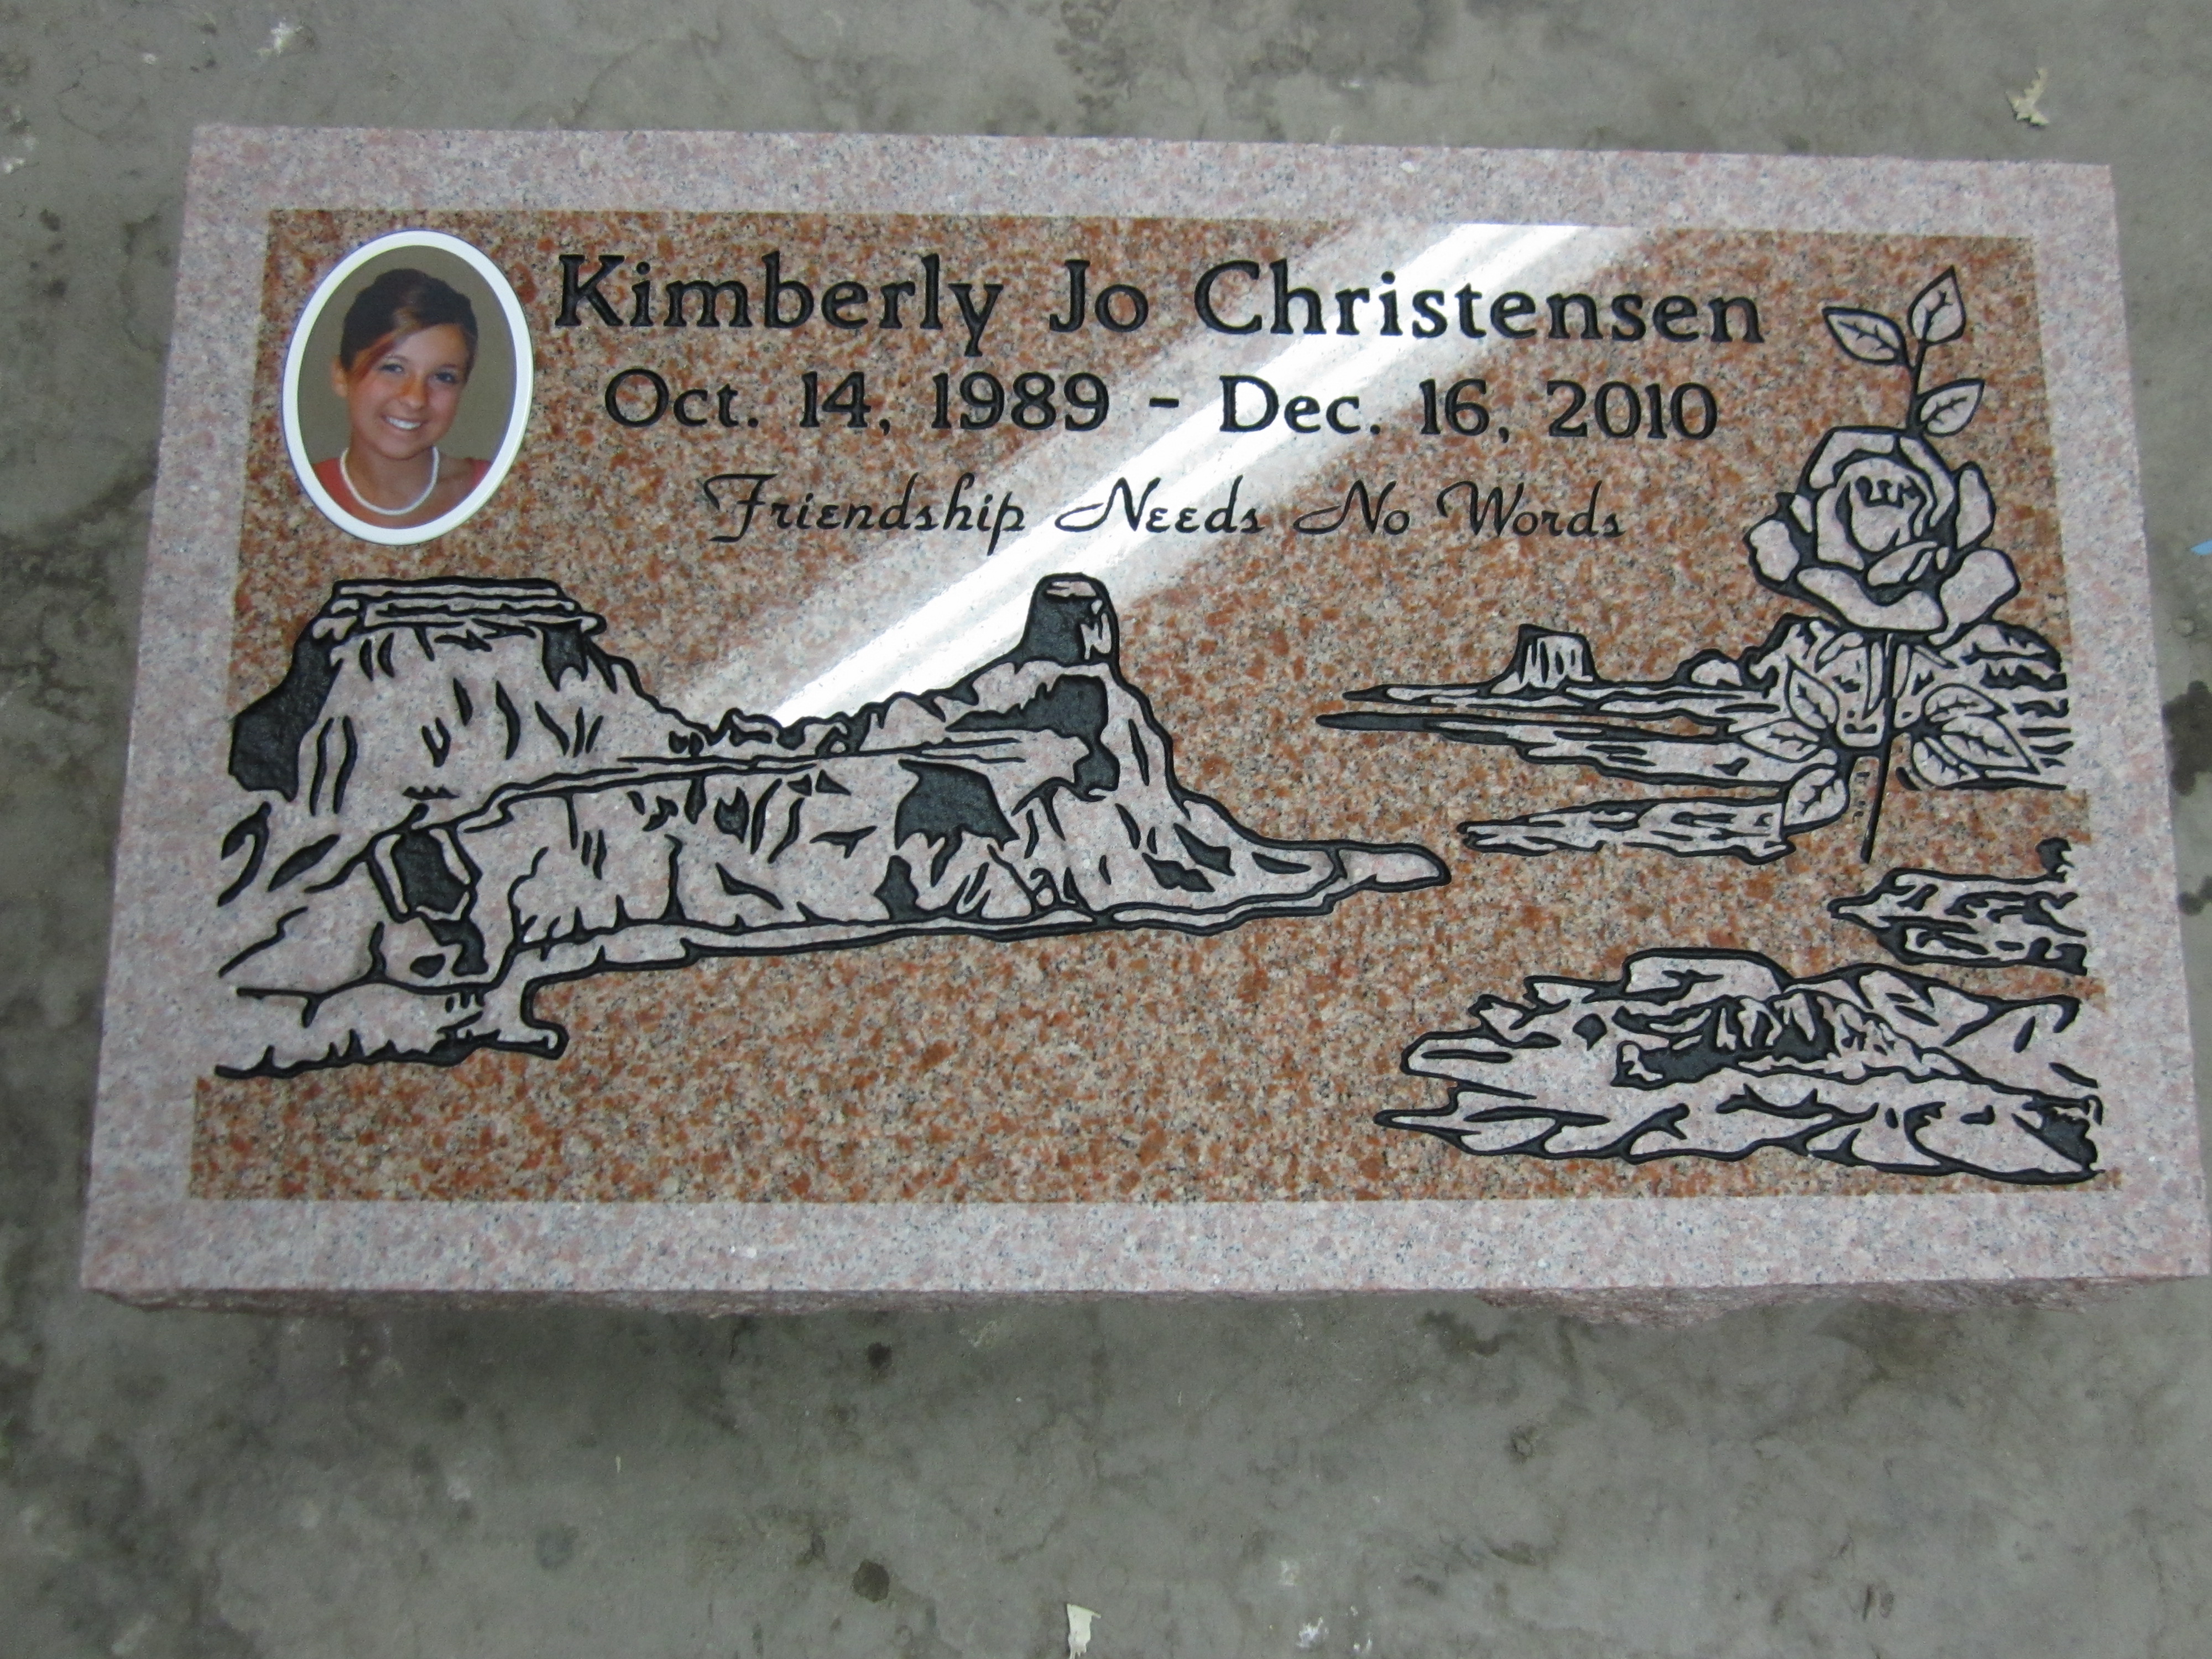 Kimberly Jo Christensen
Oct. 14, 1989 - Dec. 16, 2010
Friendship Needs No Words